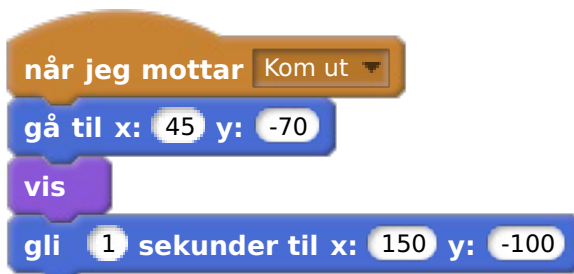 når jeg mottar Kom ut
gå til x: 45 y: -70
vis
gli 1 sekunder til x: 150 y: -100